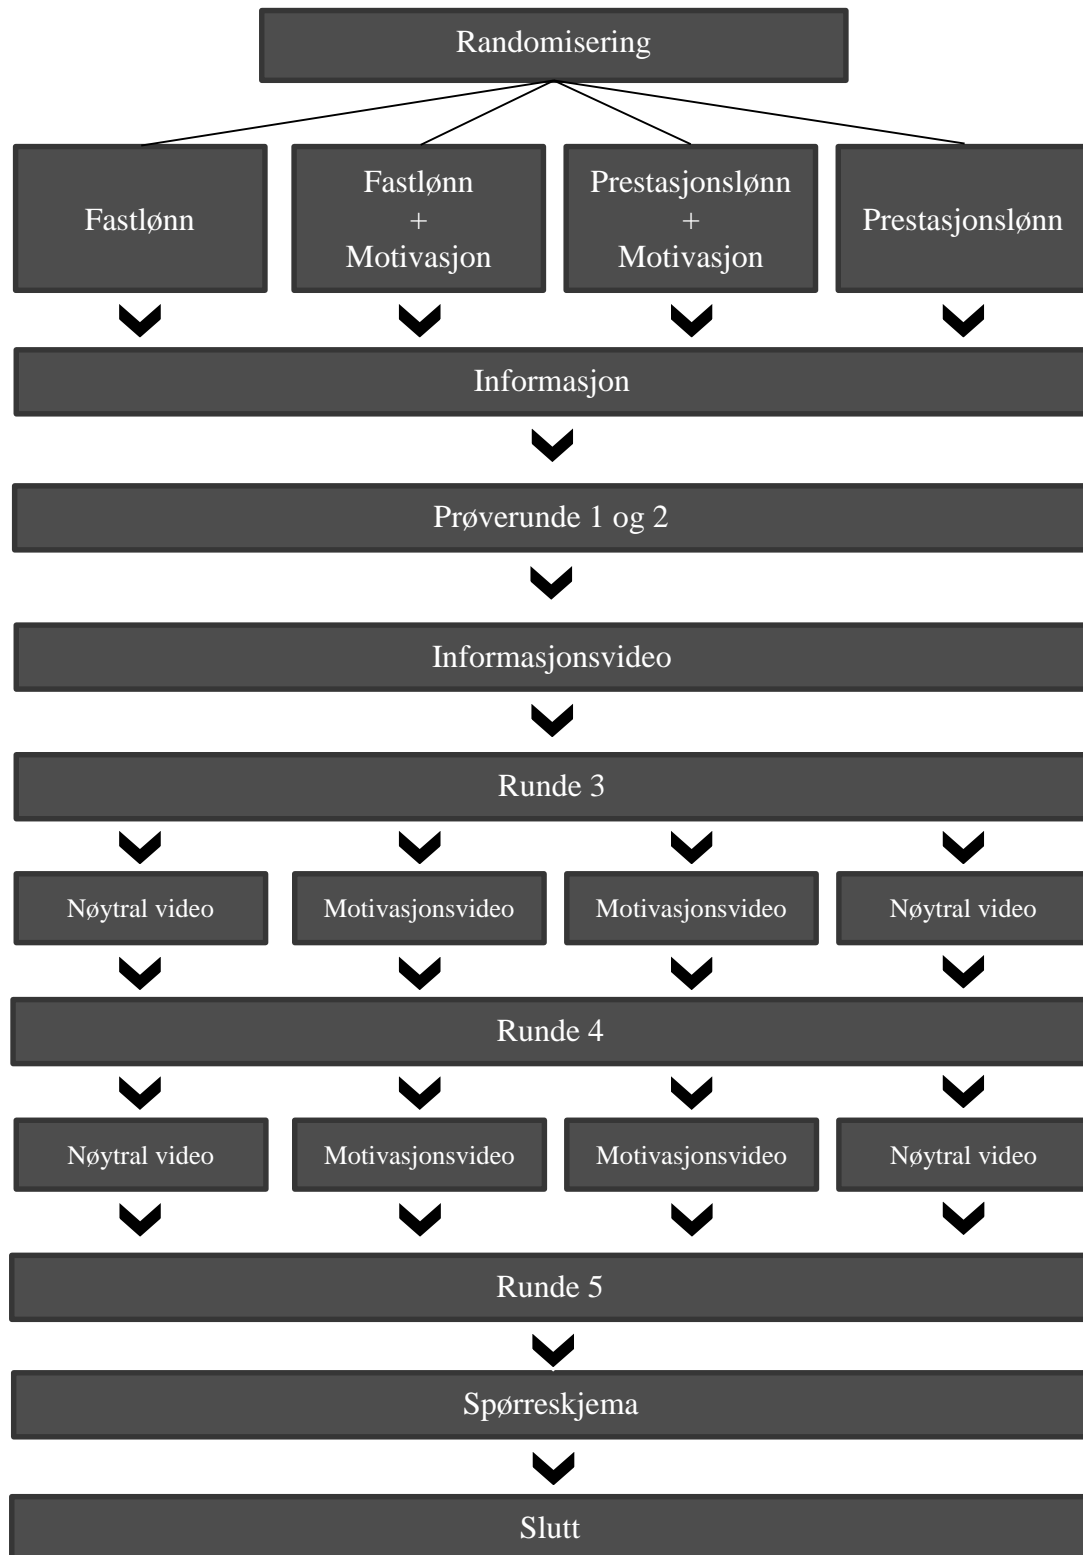 Randomisering
Fastlønn
Fastlønn
+
Motivasjon
Prestasjonslønn
+
Motivasjon
Prestasjonslønn
Informasjon
Prøverunde 1 og 2
Informasjonsvideo
Runde 3
Nøytral video
Motivasjonsvideo
Motivasjonsvideo
Nøytral video
Runde 4
Nøytral video
Motivasjonsvideo
Motivasjonsvideo
Nøytral video
Runde 5
Spørreskjema
Slutt